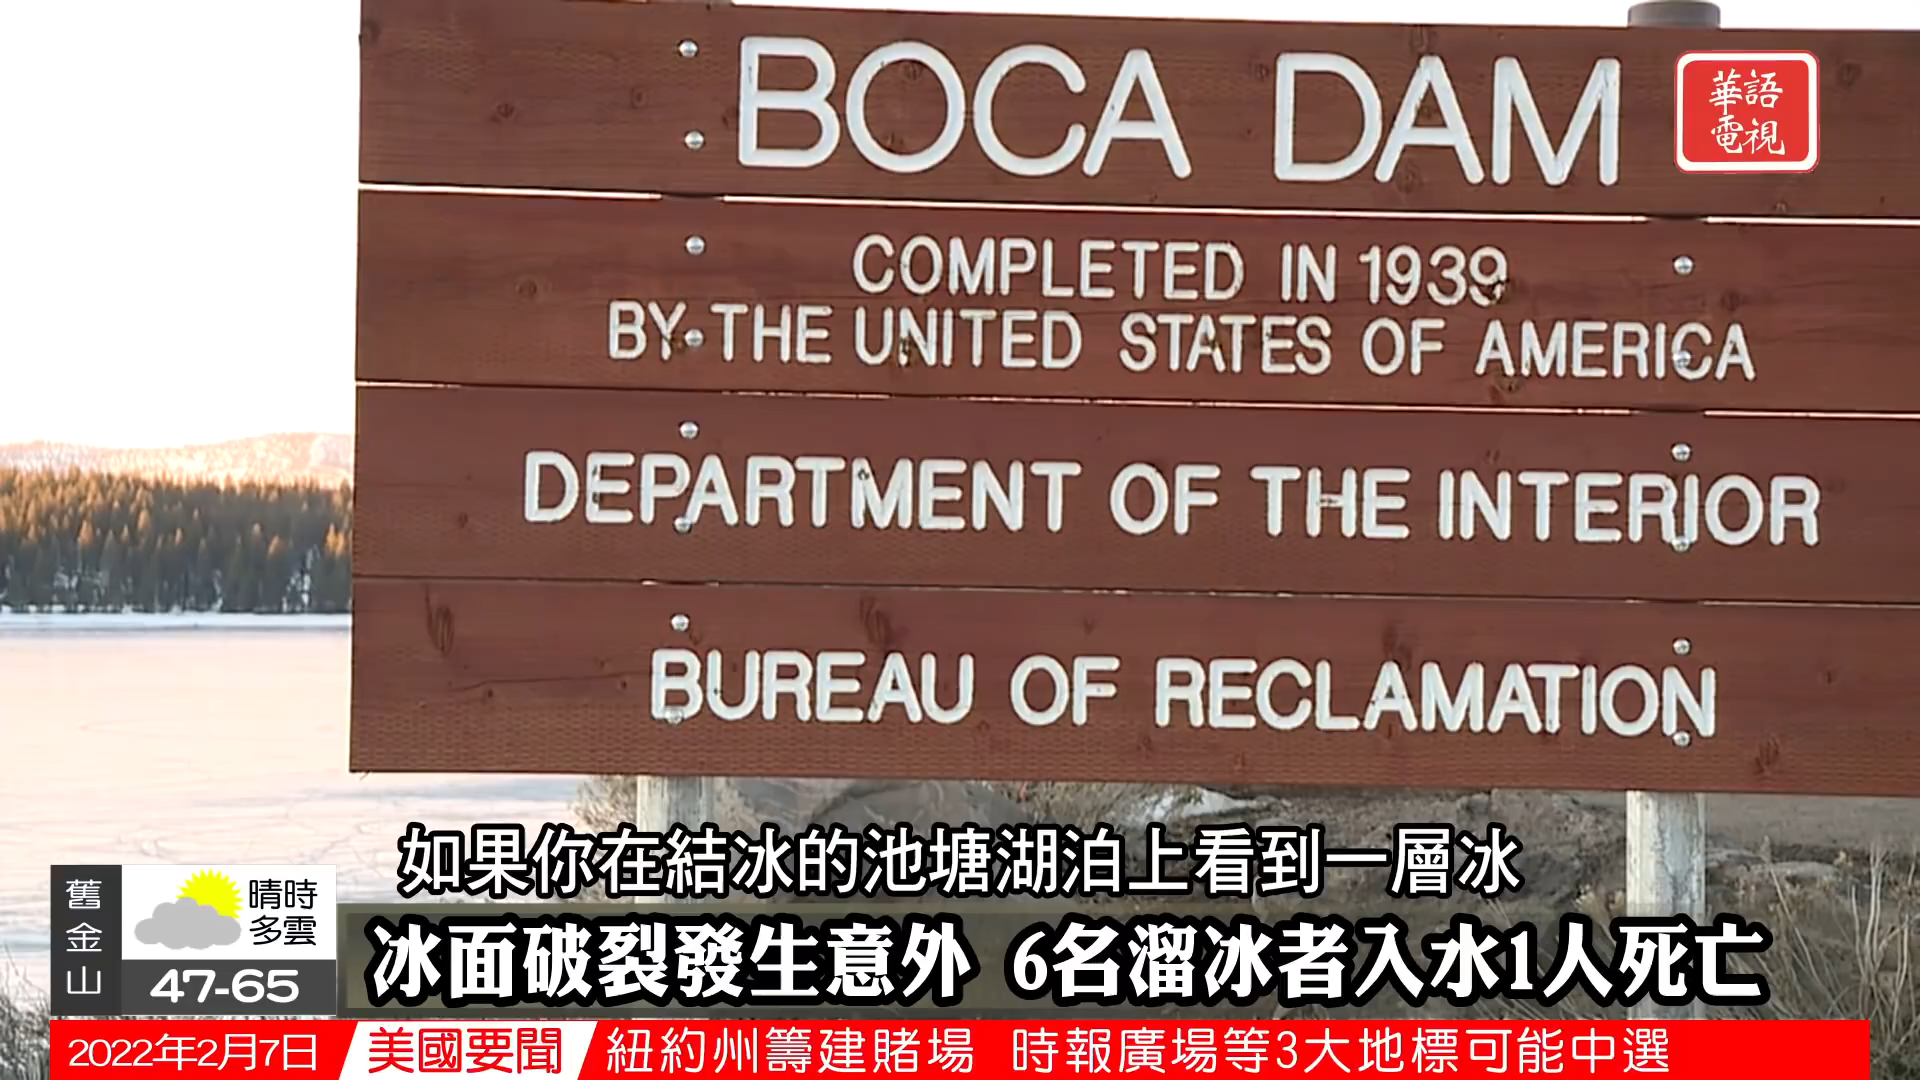 BOCA DAM
華語
電視
COMPLETED IN 1939
BY THE UNITED STATES OF AMERICA
DEPARTMENT OF THE INTERIOR
BUREAU OF RECLAMATION
如果你在結冰的池塘湖泊上看到一層冰
舊金山
晴時
多雲
47-65
冰面破裂發生意外 6名溜冰者入水1人死亡
2022年2月7日 美國要聞 紐約州籌建賭場 時報廣場等3大地標可能中選